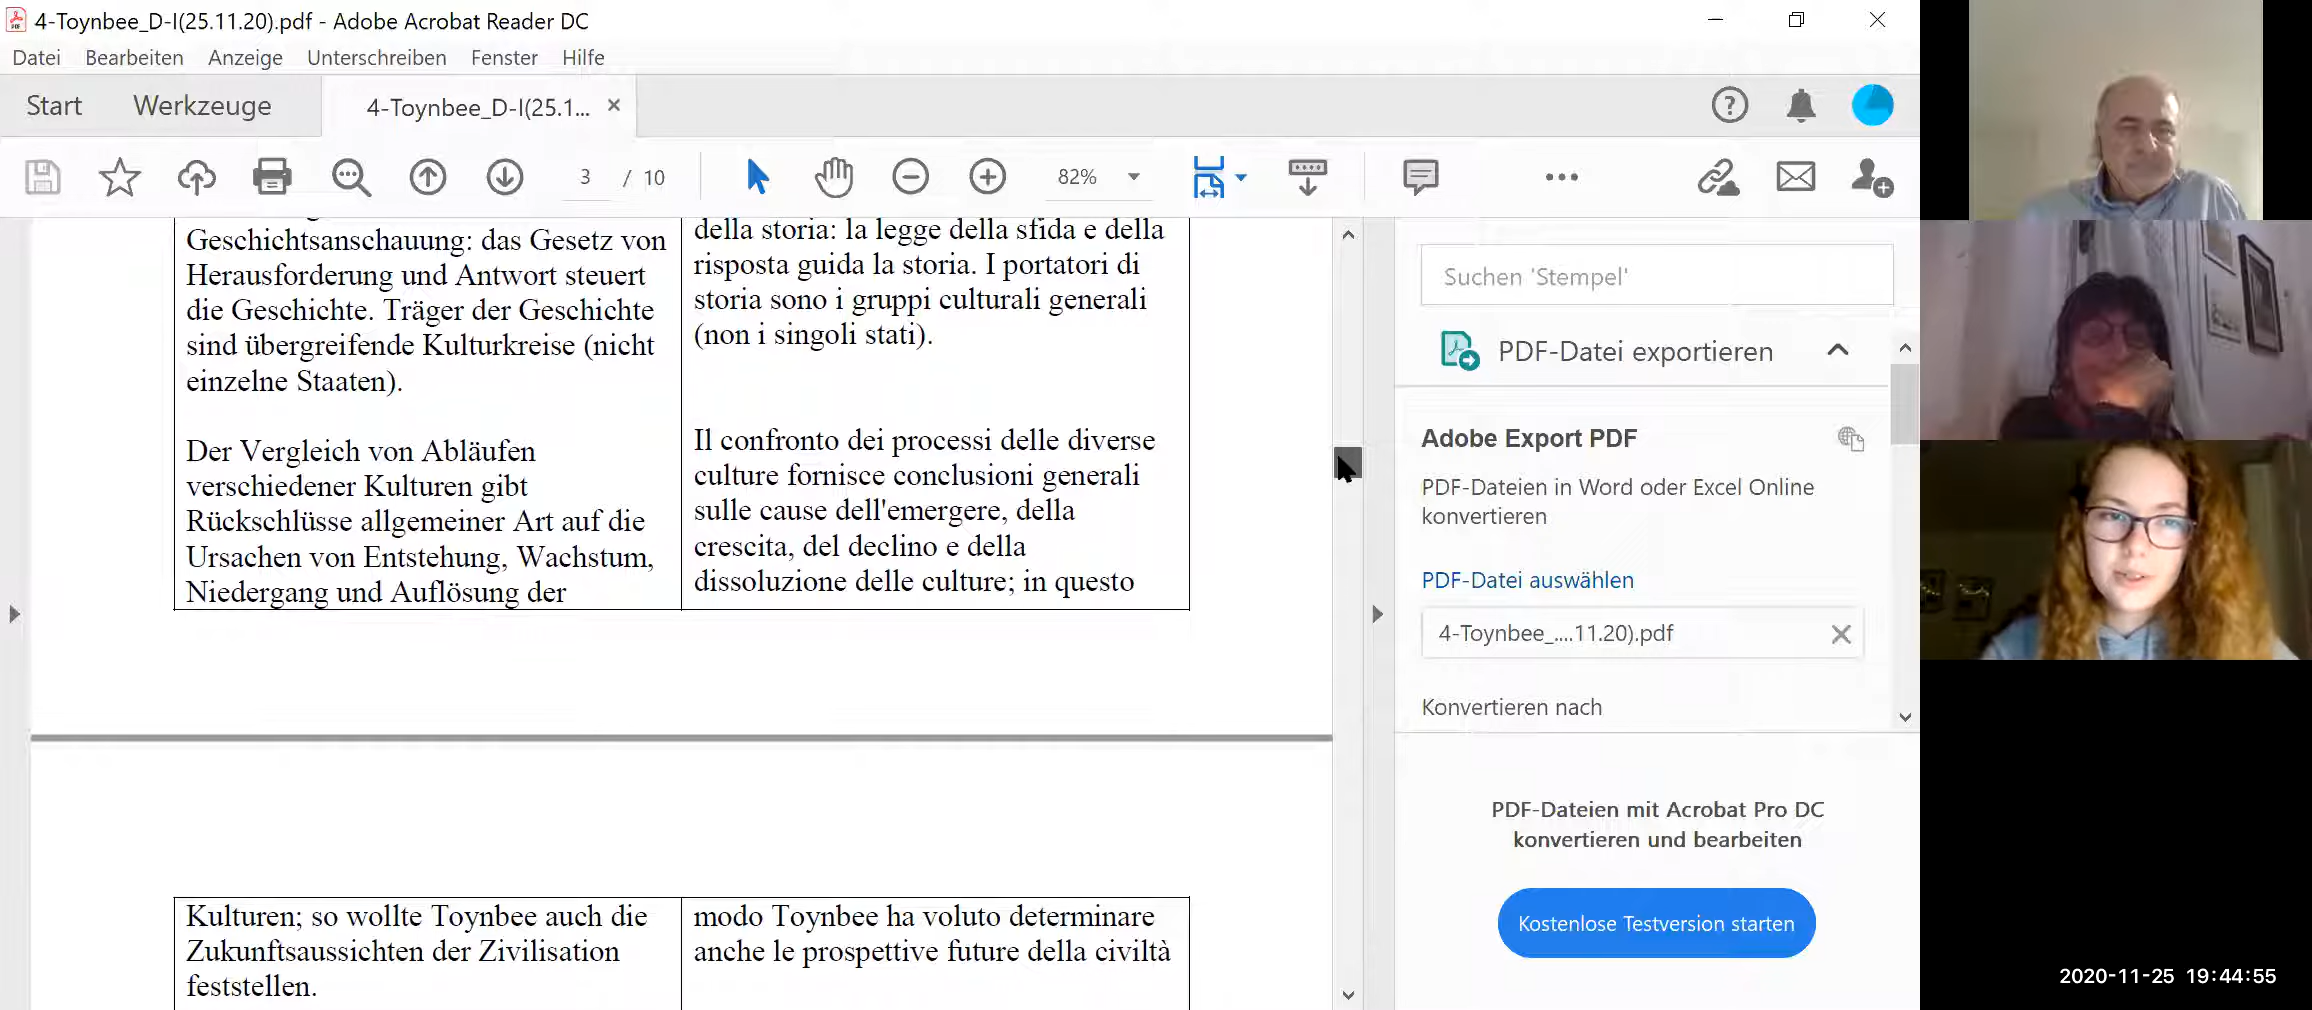 4-Toynbee_D-I(25.11.20).pdf - Adobe Acrobat Reader DC
Datei Bearbeiten Anzeige Unterschreiben Fenster Hilfe
Start Werkzeuge 4-Toynbee_D-I(25.1...
3 / 10 82%
Geschichtsanschauung: das Gesetz von
Herausforderung und Antwort steuert
die Geschichte. Träger der Geschichte
sind übergreifende Kulturkreise (nicht
einzelne Staaten).
Der Vergleich von Abläufen
verschiedener Kulturen gibt
Rückschlüsse allgemeiner Art auf die
Ursachen von Entstehung, Wachstum,
Niedergang und Auflösung der
della storia: la legge della sfida e della
risposta guida la storia. I portatori di
storia sono i gruppi culturali generali
(non i singoli stati).
Il confronto dei processi delle diverse
culture fornisce conclusioni generali
sulle cause dell'emergere, della
crescita, del declino e della
dissoluzione delle culture; in questo
Kulturen; so wollte Toynbee auch die
Zukunftsaussichten der Zivilisation
feststellen.
modo Toynbee ha voluto determinare
anche le prospettive future della civiltà
Suchen 'Stempel'
PDF-Datei exportieren
Adobe Export PDF
PDF-Dateien in Word oder Excel Online
konvertieren
PDF-Datei auswählen
4-Toynbee_....11.20).pdf
Konvertieren nach
PDF-Dateien mit Acrobat Pro DC
konvertieren und bearbeiten
Kostenlose Testversion starten
2020-11-25 19:44:55